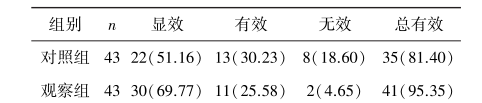 组别 n 显效 有效 无效 总有效
对照组 43 22(51.16) 13(30.23) 8(18.60) 35(81.40)
观察组 43 30(69.77) 11(25.58) 2(4.65) 41(95.35)